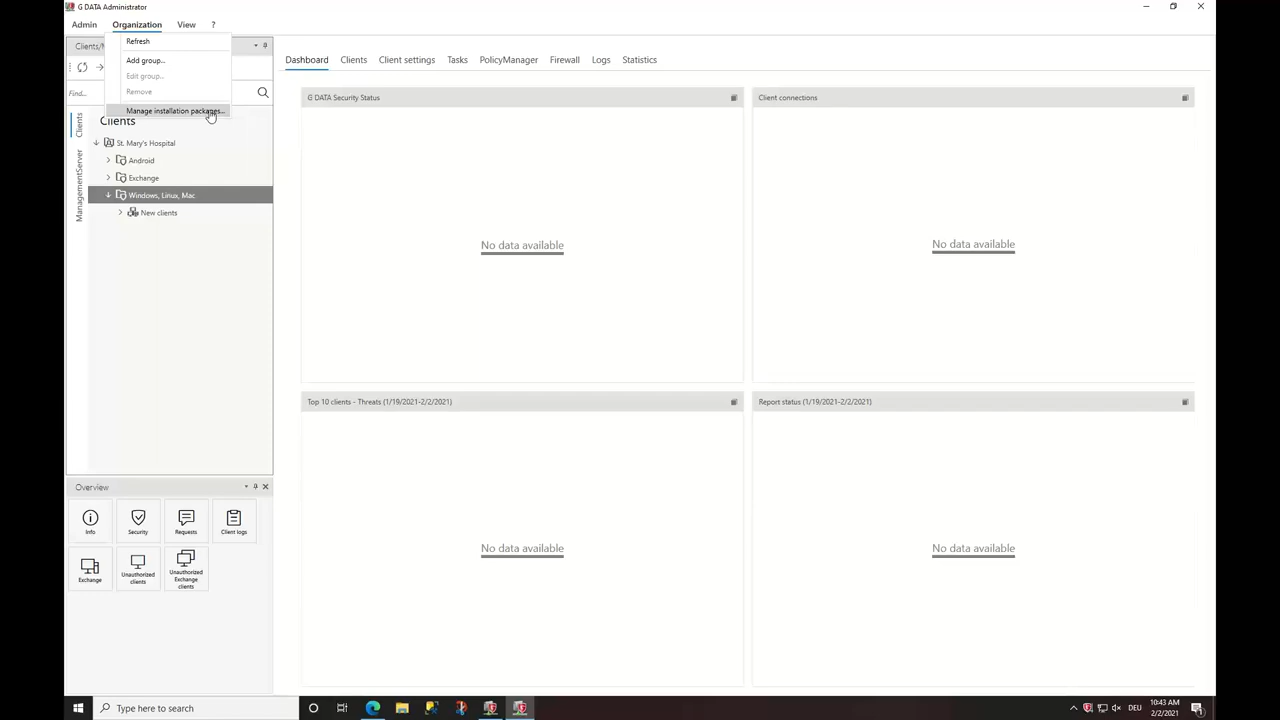 G DATA Administrator
Admin Organization View ?
Refresh
Add group...
Edit group...
Remove
Manage installation packages...
Find...
Clients
ManagementServer
Clients
St. Mary's Hospital
Android
Exchange
Windows, Linux, Mac
New clients
Dashboard Clients Client settings Tasks PolicyManager Firewall Logs Statistics
G DATA Security Status
No data available
Client connections
No data available
Top 10 clients - Threats (1/19/2021-2/2/2021)
No data available
Report status (1/19/2021-2/2/2021)
No data available
Overview
Info
Security
Requests
Client logs
Exchange
Unauthorized
clients
Unauthorized
Exchange
clients
Type here to search
DEU
10:43 AM
2/2/2021